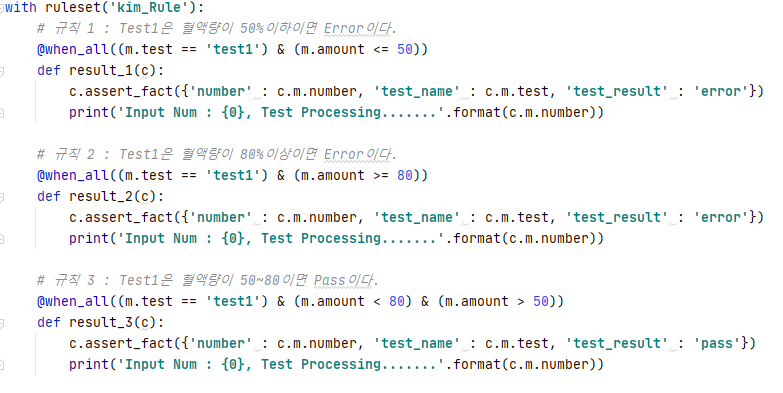 with ruleset('kim_Rule'):
# 규칙 1 : Test1은 혈액량이 50%이하이면 Error이다.
@when_all((m.test == 'test1') & (m.amount <= 50))
def result_1(c):
c.assert_fact({'number' : c.m.number, 'test_name' : c.m.test, 'test_result' : 'error'})
print('Input Num : {0}, Test Processing.......'.format(c.m.number))
# 규칙 2 : Test1은 혈액량이 80%이상이면 Error이다.
@when_all((m.test == 'test1') & (m.amount >= 80))
def result_2(c):
c.assert_fact({'number' : c.m.number, 'test_name' : c.m.test, 'test_result' : 'error'})
print('Input Num : {0}, Test Processing.......'.format(c.m.number))
# 규칙 3 : Test1은 혈액량이 50~80이면 Pass이다.
@when_all((m.test == 'test1') & (m.amount < 80) & (m.amount > 50))
def result_3(c):
c.assert_fact({'number' : c.m.number, 'test_name' : c.m.test, 'test_result' : 'pass'})
print('Input Num : {0}, Test Processing.......'.format(c.m.number))